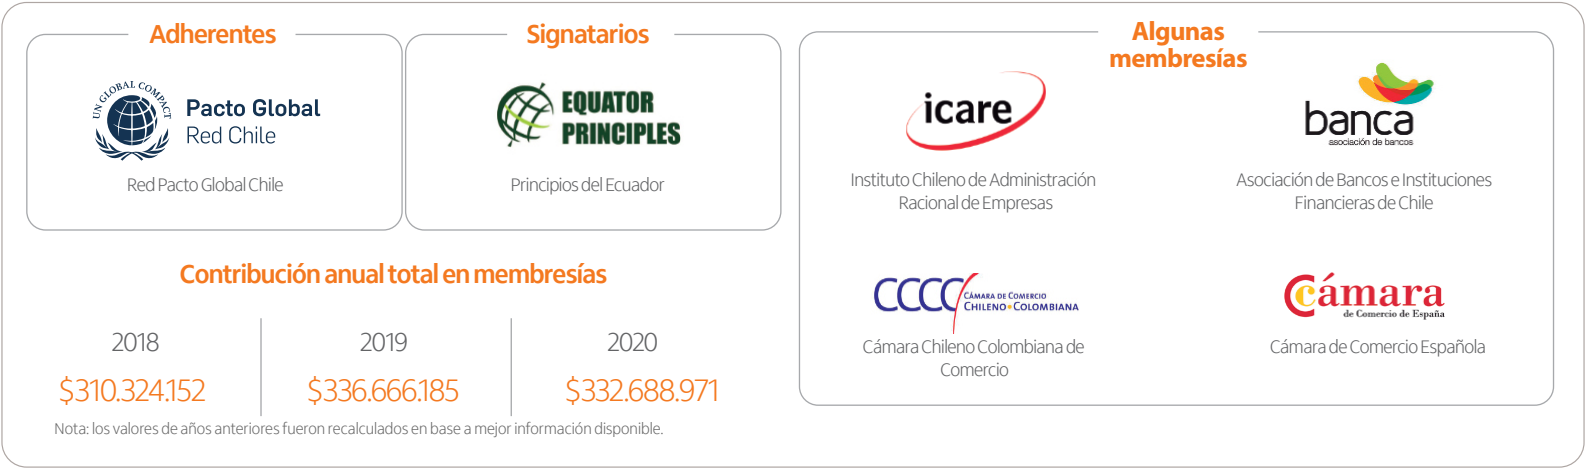 Adherentes
UN GLOBAL COMPACT
Pacto Global
Red Chile
Red Pacto Global Chile
Signatarios
EQUATOR
PRINCIPLES
Principios del Ecuador
Contribución anual total en membresías
2018
$310.324.152
2019
$336.666.185
2020
$332.688.971
Nota: los valores de años anteriores fueron recalculados en base a mejor información disponible.
Algunas
membresías
icare
Instituto Chileno de Administración
Racional de Empresas
banca
asociación de bancos
Asociación de Bancos e Instituciones
Financieras de Chile
CCCC
CÁMARA DE COMERCIO
CHILENO•COLOMBIANA
Cámara Chileno Colombiana de
Comercio
Cámara
de Comercio de España
Cámara de Comercio Española